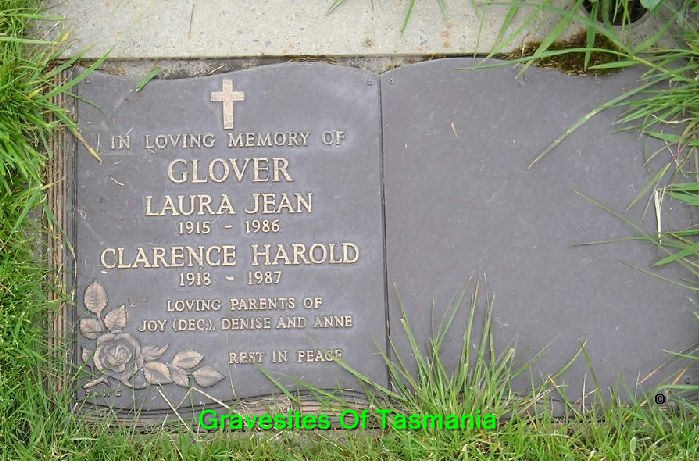 IN LOVING MEMORY OF
GLOVER
LAURA JEAN
1915 - 1986
CLARENCE HAROLD
1918 - 1987
LOVING PARENTS OF
JOY (DEC.), DENISE AND ANNE
REST IN PEACE
Gravesites Of Tasmania
©